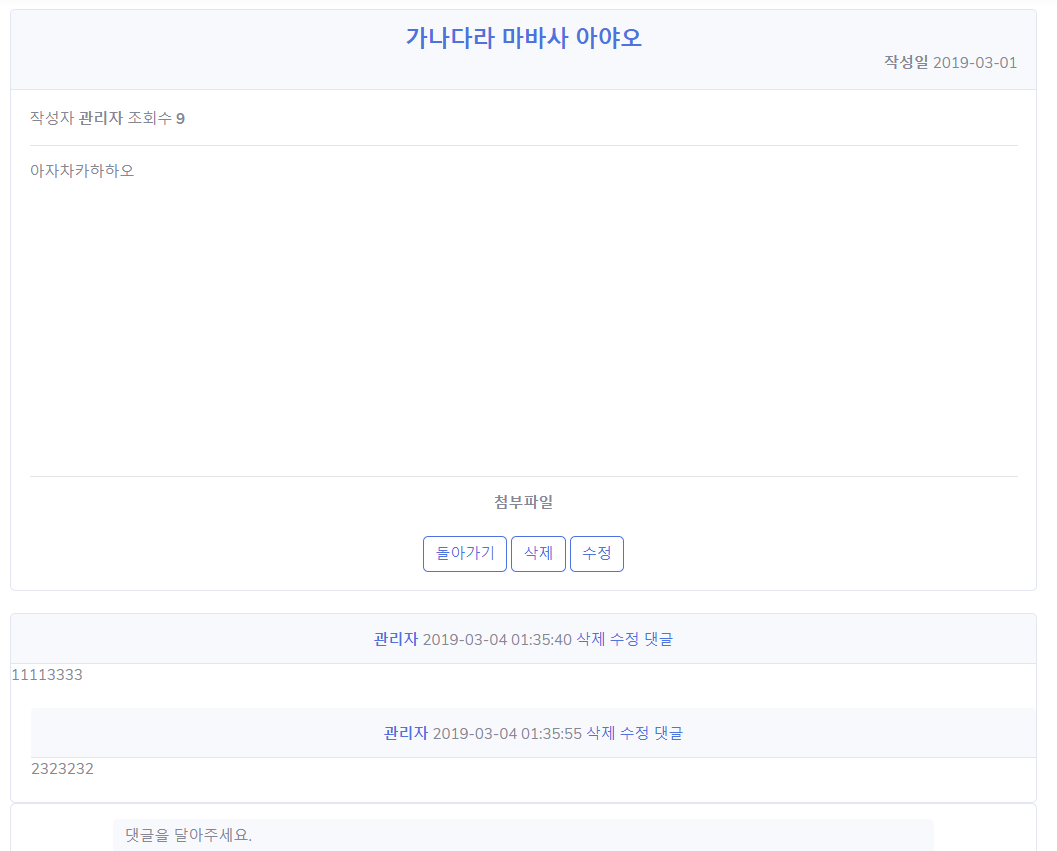 가나다라 마바사 아야오
작성일 2019-03-01
작성자 관리자 조회수 9
아자차카하하오
첨부파일
돌아가기 삭제 수정
관리자 2019-03-04 01:35:40 삭제 수정 댓글
11113333
관리자 2019-03-04 01:35:55 삭제 수정 댓글
2323232
댓글을 달아주세요.